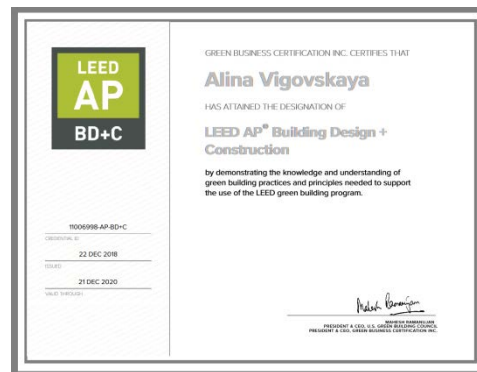 LEED
AP
BD+C
11006998-AP-BD+C
CREDENTIAL ID
22 DEC 2018
ISSUED
21 DEC 2020
VALID THROUGH
GREEN BUSINESS CERTIFICATION INC. CERTIFIES THAT
Alina Vigovskaya
HAS ATTAINED THE DESIGNATION OF
LEED AP® Building Design +
Construction
by demonstrating the knowledge and understanding of
green building practices and principles needed to support
the use of the LEED green building program.
MAHESH RAMANUJAM
PRESIDENT & CEO, U.S. GREEN BUILDING COUNCIL
PRESIDENT & CEO, GREEN BUSINESS CERTIFICATION INC.